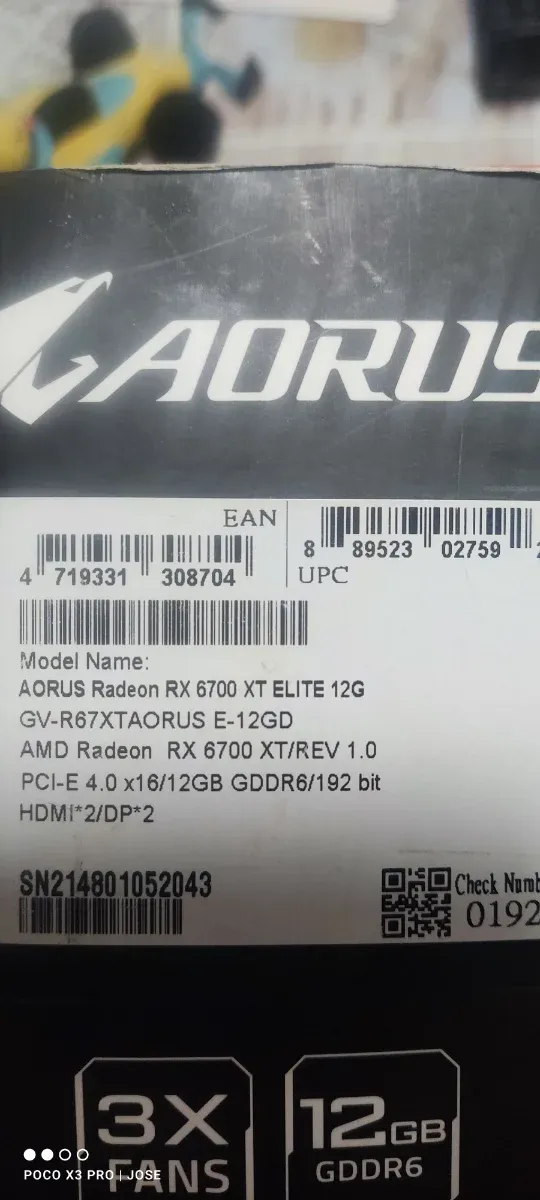 AORUS
EAN
4 719331 308704
8 89523 02759
UPC
Model Name:
AORUS Radeon RX 6700 XT ELITE 12G
GV-R67XTAORUS E-12GD
AMD Radeon RX 6700 XT/REV 1.0
PCI-E 4.0 x16/12GB GDDR6/192 bit
HDMI*2/DP*2
SN214801052043
Check Numb
0192
3X
FANS
12GB
GDDR6
POCO X3 PRO | JOSE